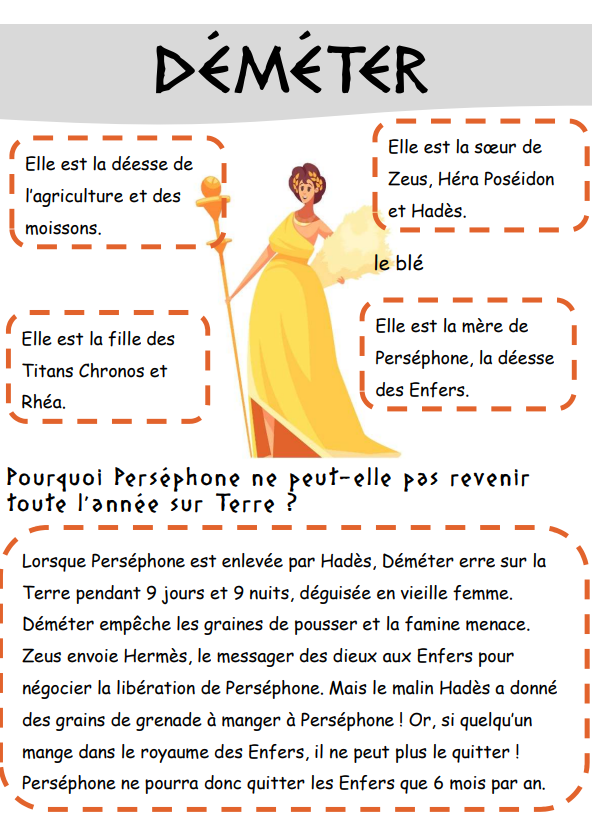 DÉMÉTER
Elle est la déesse de
l'agriculture et des
moissons.
Elle est la sœur de
Zeus, Héra Poséidon
et Hadès.
le blé
Elle est la fille des
Titans Chronos et
Rhéa.
Elle est la mère de
Perséphone, la déesse
des Enfers.
Pourquoi Perséphone ne peut-elle pas revenir
toute l'année sur Terre ?
Lorsque Perséphone est enlevée par Hadès, Déméter erre sur la
Terre pendant 9 jours et 9 nuits, déguisée en vieille femme.
Déméter empêche les graines de pousser et la famine menace.
Zeus envoie Hermès, le messager des dieux aux Enfers pour
négocier la libération de Perséphone. Mais le malin Hadès a donné
des grains de grenade à manger à Perséphone ! Or, si quelqu'un
mange dans le royaume des Enfers, il ne peut plus le quitter !
Perséphone ne pourra donc quitter les Enfers que 6 mois par an.